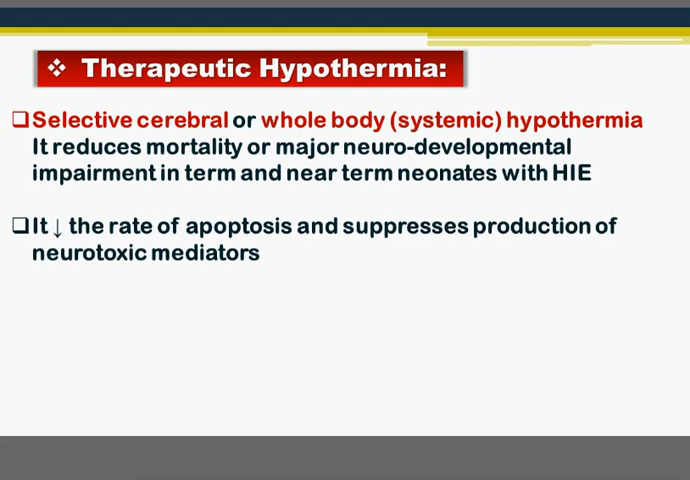 ❖ Therapeutic Hypothermia:
❑Selective cerebral or whole body (systemic) hypothermia
It reduces mortality or major neuro-developmental
impairment in term and near term neonates with HIE
❑It ↓ the rate of apoptosis and suppresses production of
neurotoxic mediators